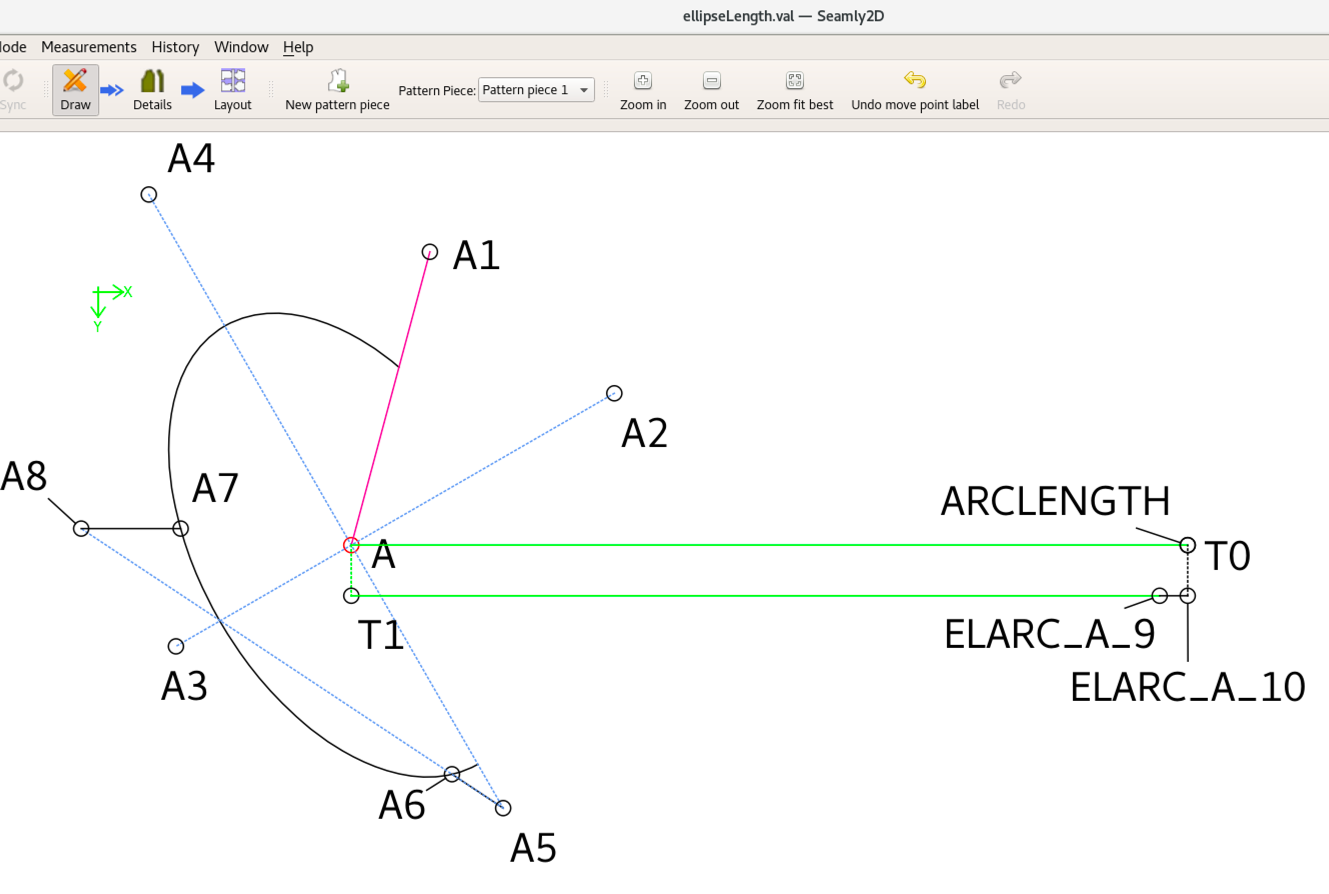 ellipseLength.val — Seamly2D
Measurements History Window Help
Sync Draw Details Layout New pattern piece Pattern Piece: Pattern piece 1 Zoom in Zoom out Zoom fit best Undo move point label Redo
A4
A1
X
Y
A2
A8
A7
ARCLENGTH
A
T0
T1
ELARC_A_9
A3
ELARC_A_10
A6
A5